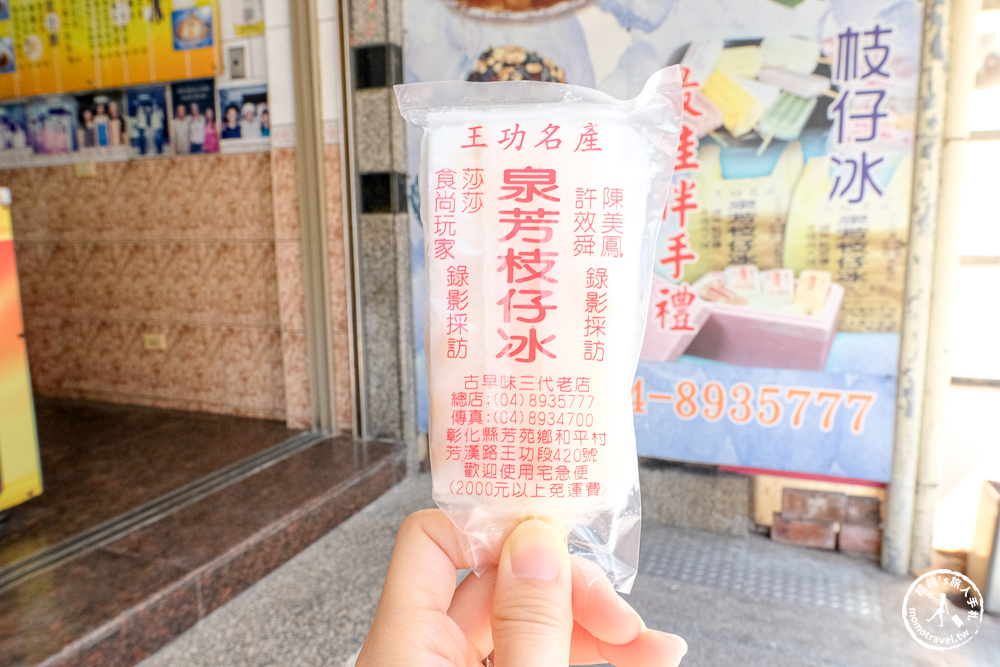 王功名產
莎莎
食尚玩家
錄影採訪
泉芳枝仔冰
陳美鳳
許效舜
錄影採訪
古早味三代老店
總店:(04)8935777
傳真:(04)8934700
彰化縣芳苑鄉和平村
芳漢路王功段420號
歡迎使用宅急便
(2000元以上免運費)
枝仔冰
最佳伴手禮
4-8935777
momotravel.tw